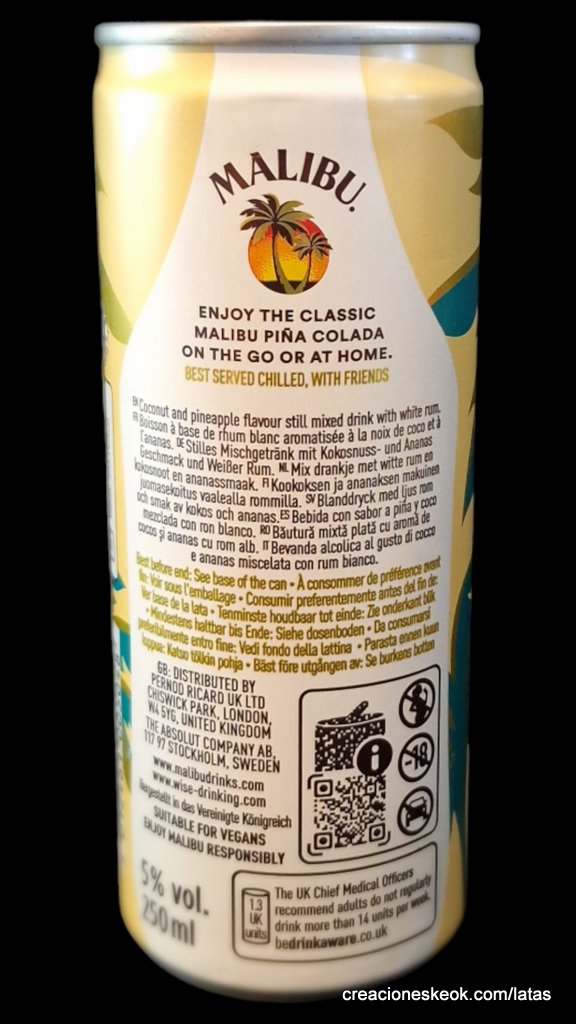 MALIBU.
ENJOY THE CLASSIC
MALIBU PIÑA COLADA
ON THE GO OR AT HOME.
BEST SERVED CHILLED, WITH FRIENDS
EN Coconut and pineapple flavour still mixed drink with white rum.
FR Boisson à base de rhum blanc aromatisée à la noix de coco et à
l'ananas. DE Stilles Mischgetränk mit Kokosnuss- und Ananas
Geschmack und Weißer Rum. NL Mix drankje met witte rum en
kokosnoot en ananassmaak. FI Kookoksen ja ananaksen makuinen
juomasekoitus vaalealla rommilla. SV Blanddryck med ljus rom
och smak av kokos och ananas. ES Bebida con sabor a piña y coco
mezclada con ron blanco. RO Băutură mixtă plată cu aromă de
cocos și ananas cu rom alb. IT Bevanda alcolica al gusto di cocco
e ananas miscelata con rum bianco.
Best before end: See base of the can • À consommer de préférence avant
fin: Voir sous l'emballage • Consumir preferentemente antes del fin de:
Ver base de la lata • Tenminste houdbaar tot einde: Zie onderkant blik
• Mindestens haltbar bis Ende: Siehe dosenboden • Da consumarsi
preferibilmente entro fine: Vedi fondo della lattina • Parasta ennen kuun
loppua: Katso tölkin pohja • Bäst före utgången av: Se burkens botten
GB: DISTRIBUTED BY
PERNOD RICARD UK LTD
CHISWICK PARK, LONDON,
W4 5YG, UNITED KINGDOM
THE ABSOLUT COMPANY AB,
117 97 STOCKHOLM, SWEDEN
www.malibudrinks.com
www.wise-drinking.com
Hergestellt in das Vereinigte Königreich
SUITABLE FOR VEGANS
ENJOY MALIBU RESPONSIBLY
i
-18
5% vol.
250ml
1.3
UK
units
The UK Chief Medical Officers
recommend adults do not regularly
drink more than 14 units per week.
bedrinkaware.co.uk
creacioneskeok.com/latas